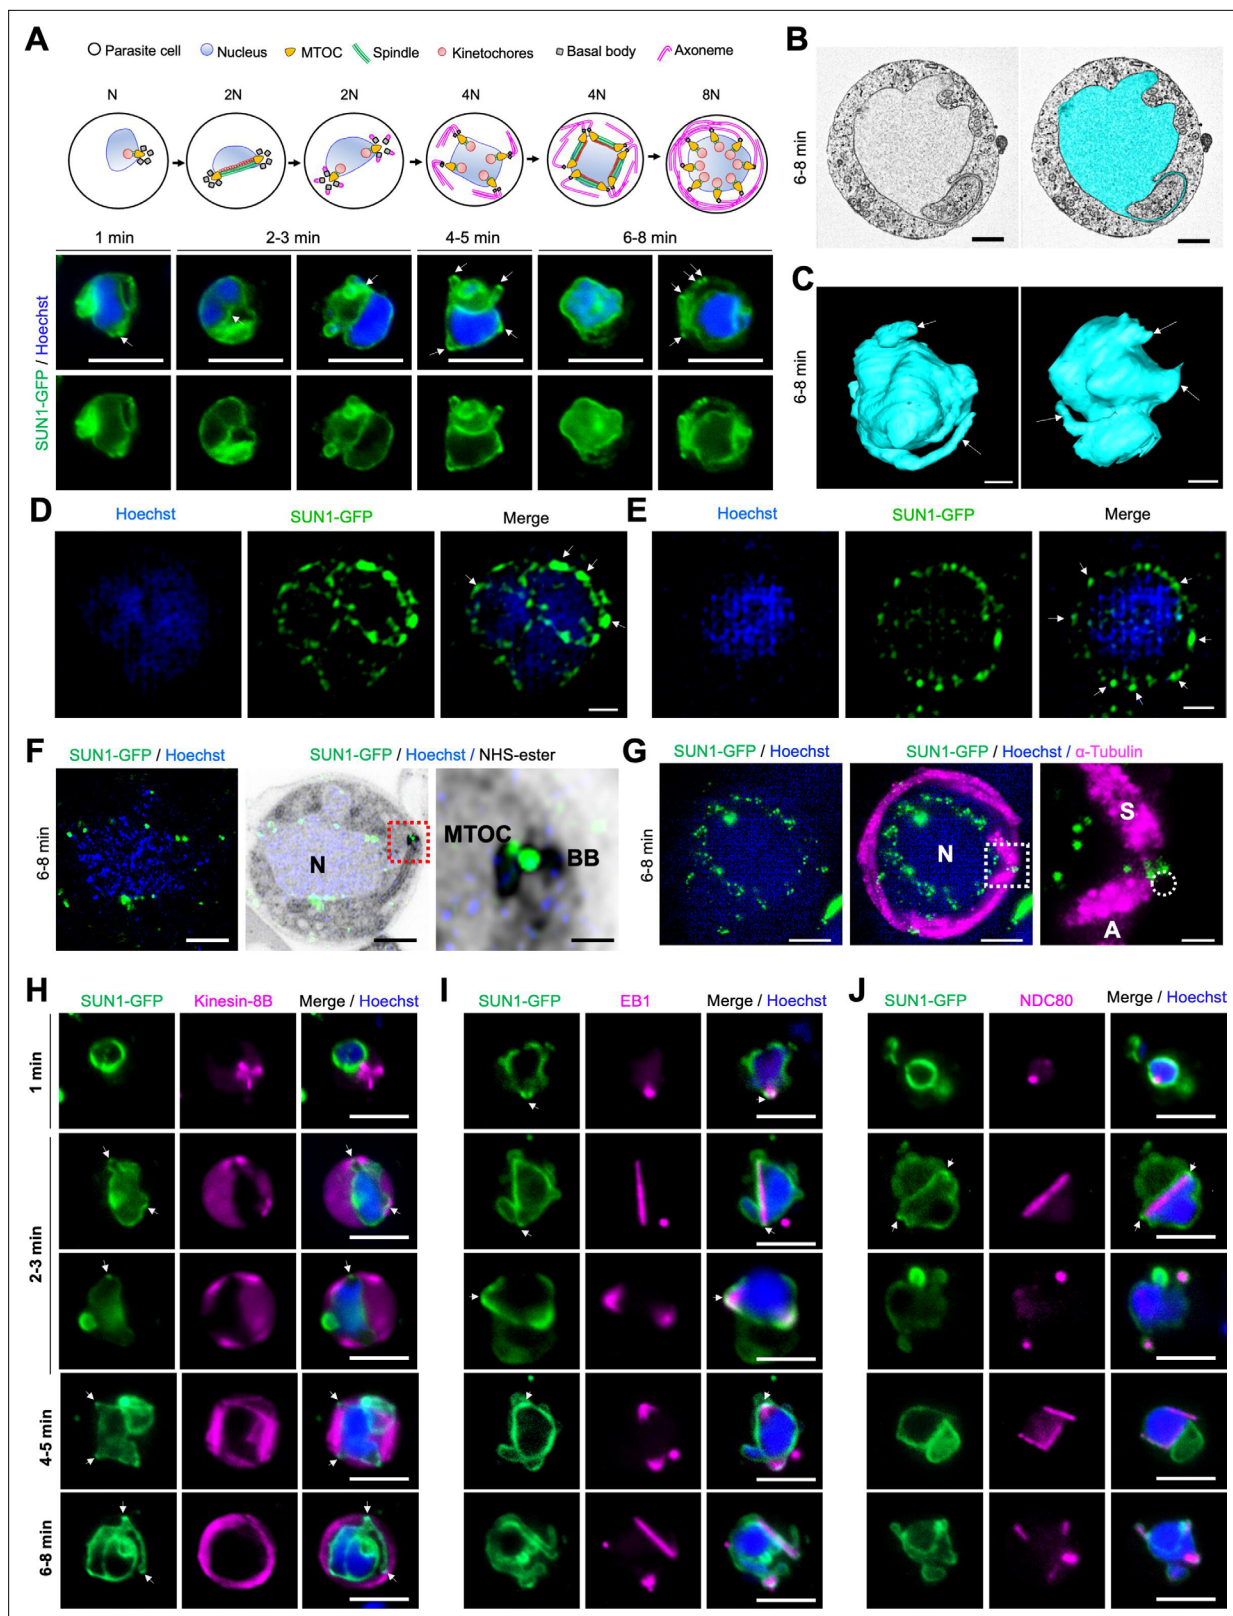 A
Parasite cell Nucleus MTOC Spindle Kinetochores Basal body Axoneme
N 2N 2N 4N 4N 8N
1 min 2-3 min 4-5 min 6-8 min
SUN1-GFP / Hoechst
B
6-8 min
C
6-8 min
D
Hoechst SUN1-GFP Merge
E
Hoechst SUN1-GFP Merge
F
SUN1-GFP / Hoechst SUN1-GFP / Hoechst / NHS-ester
6-8 min
N
MTOC
BB
G
SUN1-GFP / Hoechst SUN1-GFP / Hoechst / α-Tubulin
6-8 min
N
S
A
H
SUN1-GFP Kinesin-8B Merge / Hoechst
I
SUN1-GFP EB1 Merge / Hoechst
J
SUN1-GFP NDC80 Merge / Hoechst
1 min
2-3 min
4-5 min
6-8 min